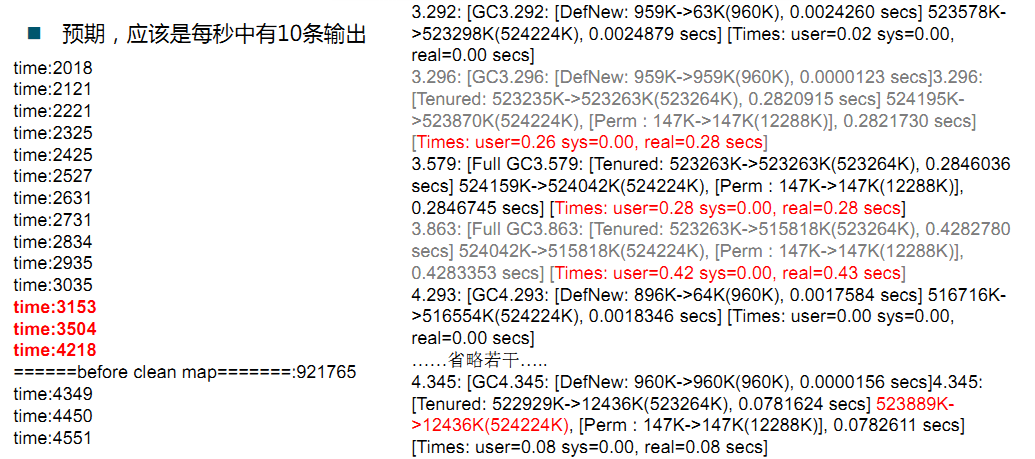 预期，应该是每秒中有10条输出
time:2018
time:2121
time:2221
time:2325
time:2425
time:2527
time:2631
time:2731
time:2834
time:2935
time:3035
time:3153
time:3504
time:4218
======before clean map=======:921765
time:4349
time:4450
time:4551
3.292: [GC3.292: [DefNew: 959K->63K(960K), 0.0024260 secs] 523578K-
>523298K(524224K), 0.0024879 secs] [Times: user=0.02 sys=0.00,
real=0.00 secs]
3.296: [GC3.296: [DefNew: 959K->959K(960K), 0.0000123 secs]3.296:
[Tenured: 523235K->523263K(523264K), 0.2820915 secs] 524195K-
>523870K(524224K), [Perm : 147K->147K(12288K)], 0.2821730 secs]
[Times: user=0.26 sys=0.00, real=0.28 secs]
3.579: [Full GC3.579: [Tenured: 523263K->523263K(523264K), 0.2846036
secs] 524159K->524042K(524224K), [Perm : 147K->147K(12288K)],
0.2846745 secs] [Times: user=0.28 sys=0.00, real=0.28 secs]
3.863: [Full GC3.863: [Tenured: 523263K->515818K(523264K), 0.4282780
secs] 524042K->515818K(524224K), [Perm : 147K->147K(12288K)],
0.4283353 secs] [Times: user=0.42 sys=0.00, real=0.43 secs]
4.293: [GC4.293: [DefNew: 896K->64K(960K), 0.0017584 secs] 516716K-
>516554K(524224K), 0.0018346 secs] [Times: user=0.00 sys=0.00,
real=0.00 secs]
……省略若干…..
4.345: [GC4.345: [DefNew: 960K->960K(960K), 0.0000156 secs]4.345:
[Tenured: 522929K->12436K(523264K), 0.0781624 secs] 523889K-
>12436K(524224K), [Perm : 147K->147K(12288K)], 0.0782611 secs]
[Times: user=0.08 sys=0.00, real=0.08 secs]